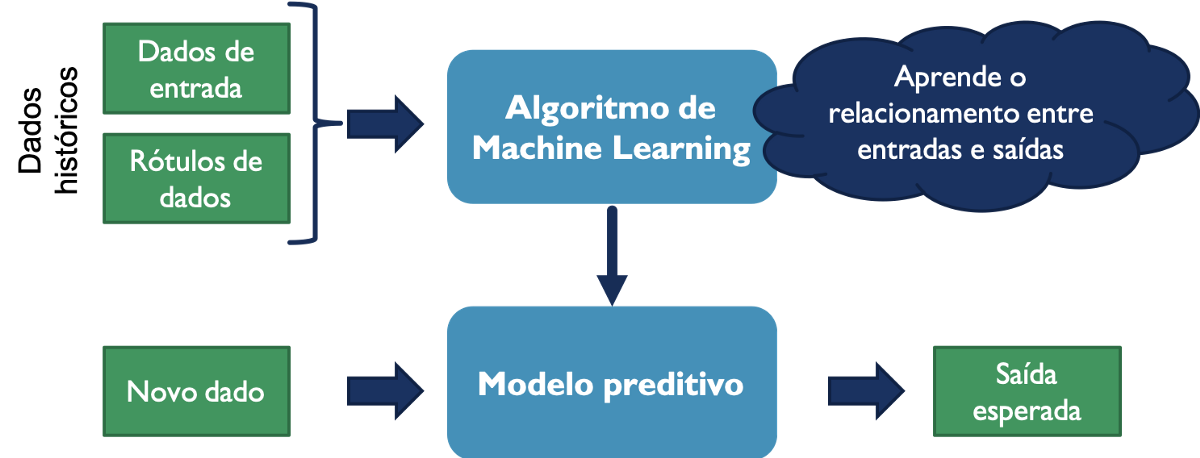 Dados
históricos
Dados de
entrada
Rótulos de
dados
Algoritmo de
Machine Learning
Aprende o
relacionamento entre
entradas e saídas
Novo dado
Modelo preditivo
Saída
esperada